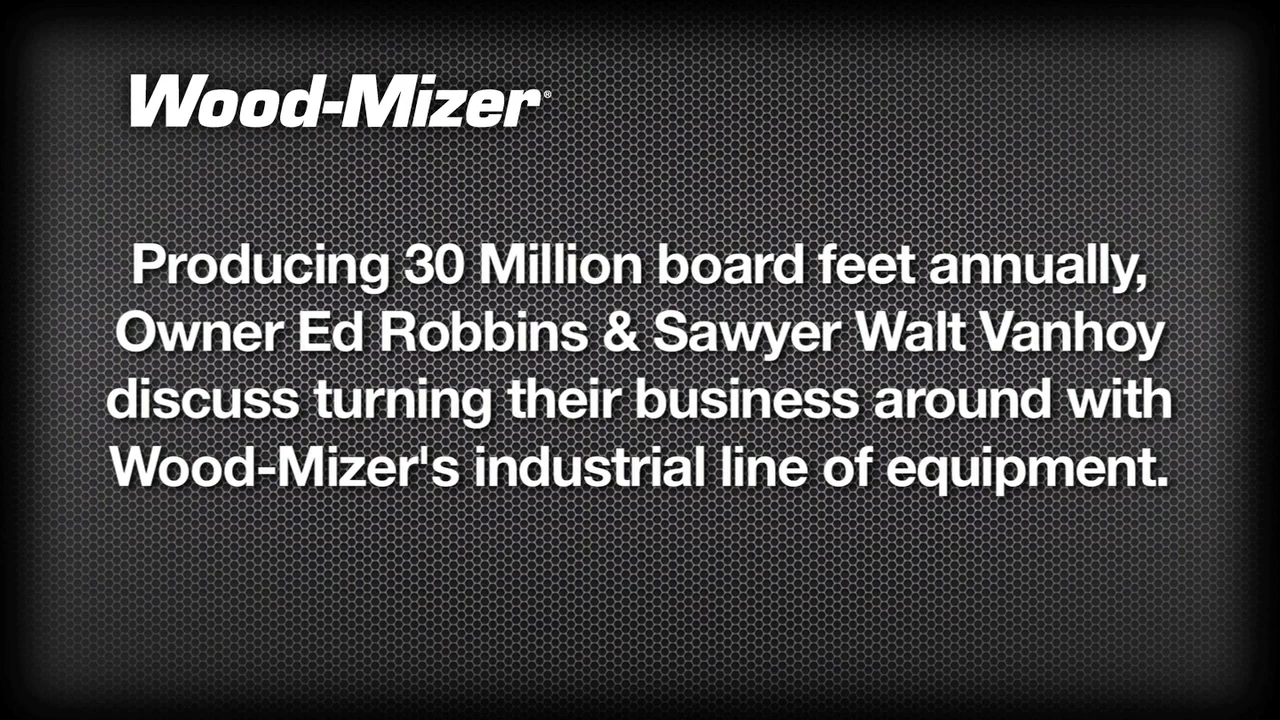 Wood-Mizer®
Producing 30 Million board feet annually,
Owner Ed Robbins & Sawyer Walt Vanhoy
discuss turning their business around with
Wood-Mizer's industrial line of equipment.